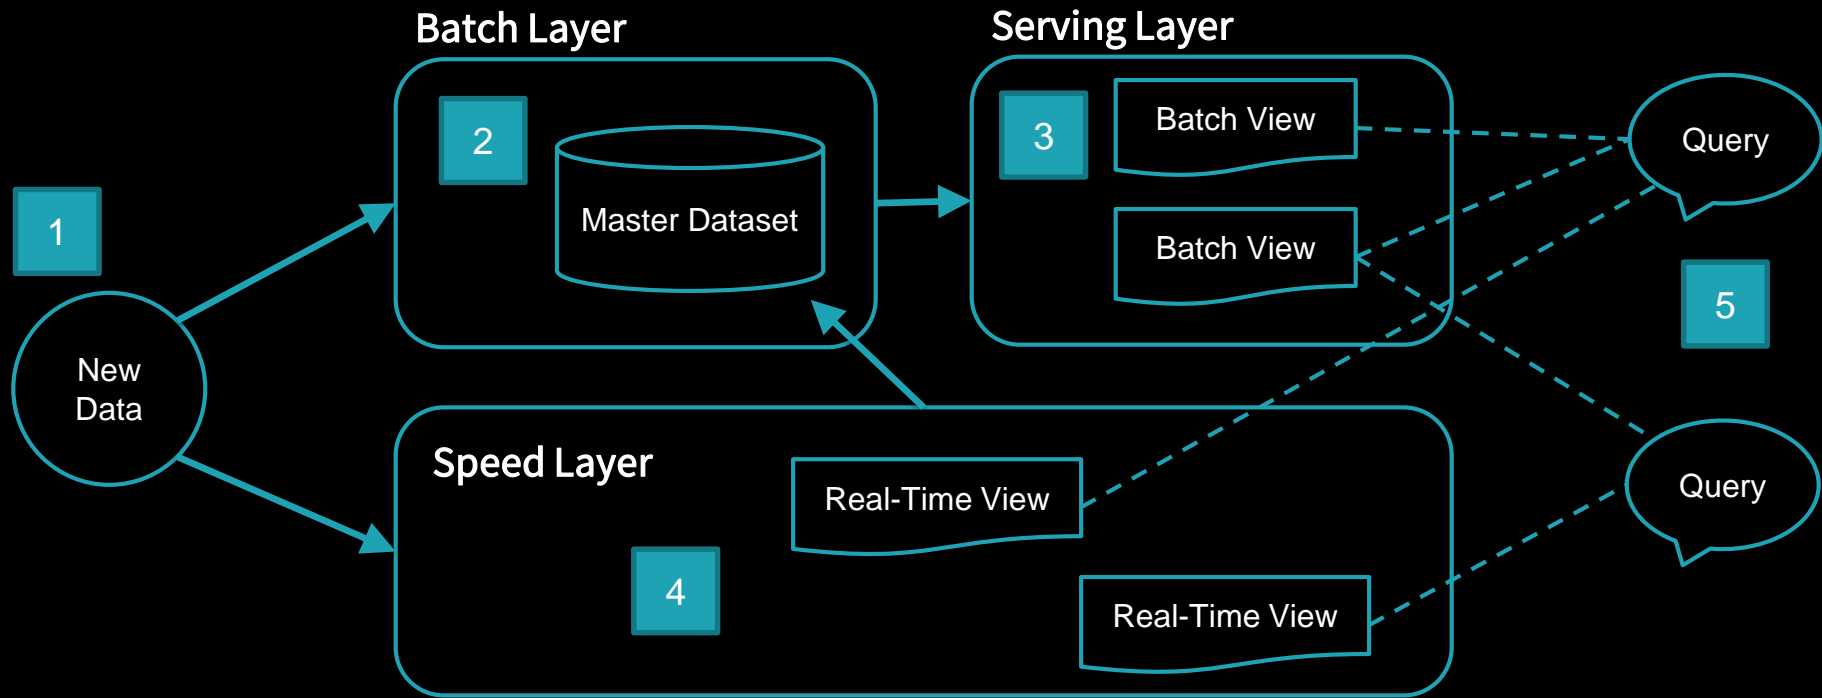 Batch Layer
Serving Layer
1
2
Master Dataset
3
Batch View
Batch View
Query
5
New
Data
Speed Layer
Real-Time View
4
Real-Time View
Query